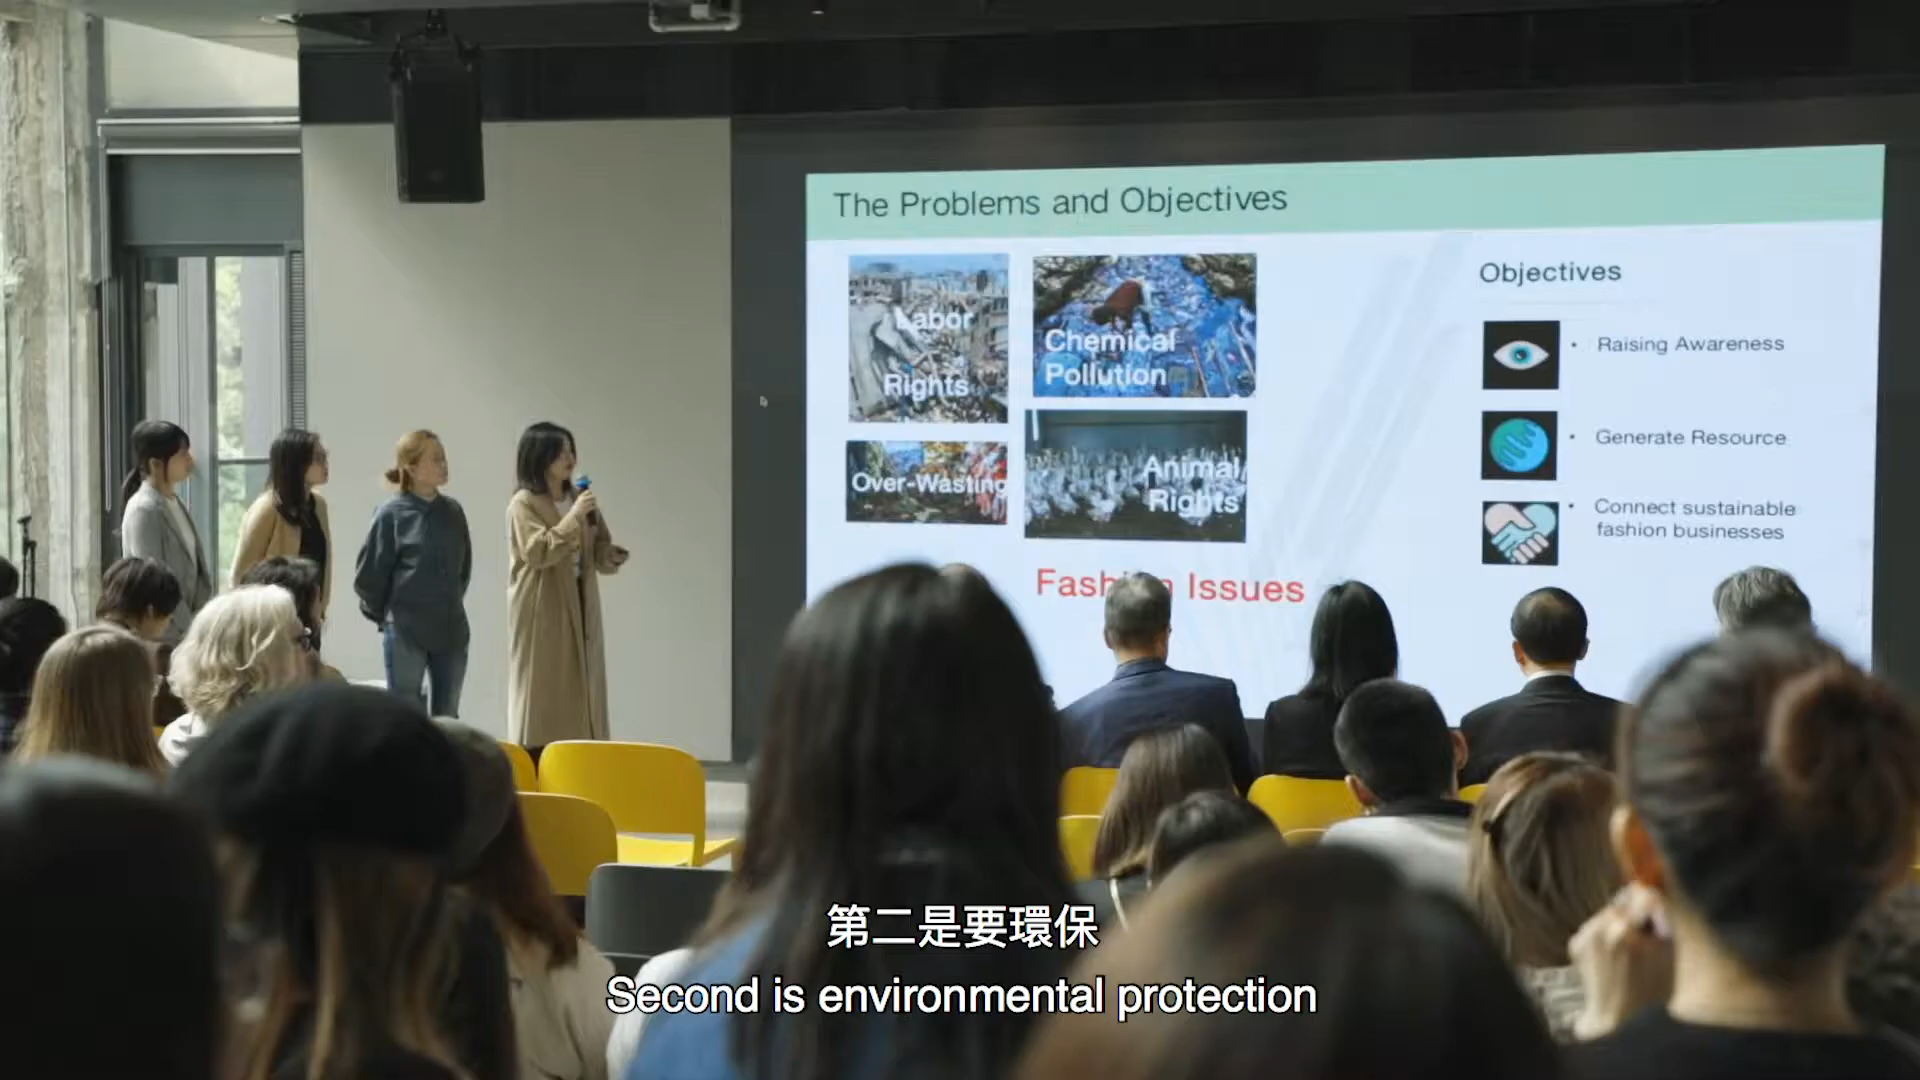 The Problems and Objectives
Labor
Rights
Chemical
Pollution
Over-Wasting
Animal
Rights
Fashion Issues
Objectives
• Raising Awareness
• Generate Resource
• Connect sustainable
fashion businesses
第二是要環保
Second is environmental protection